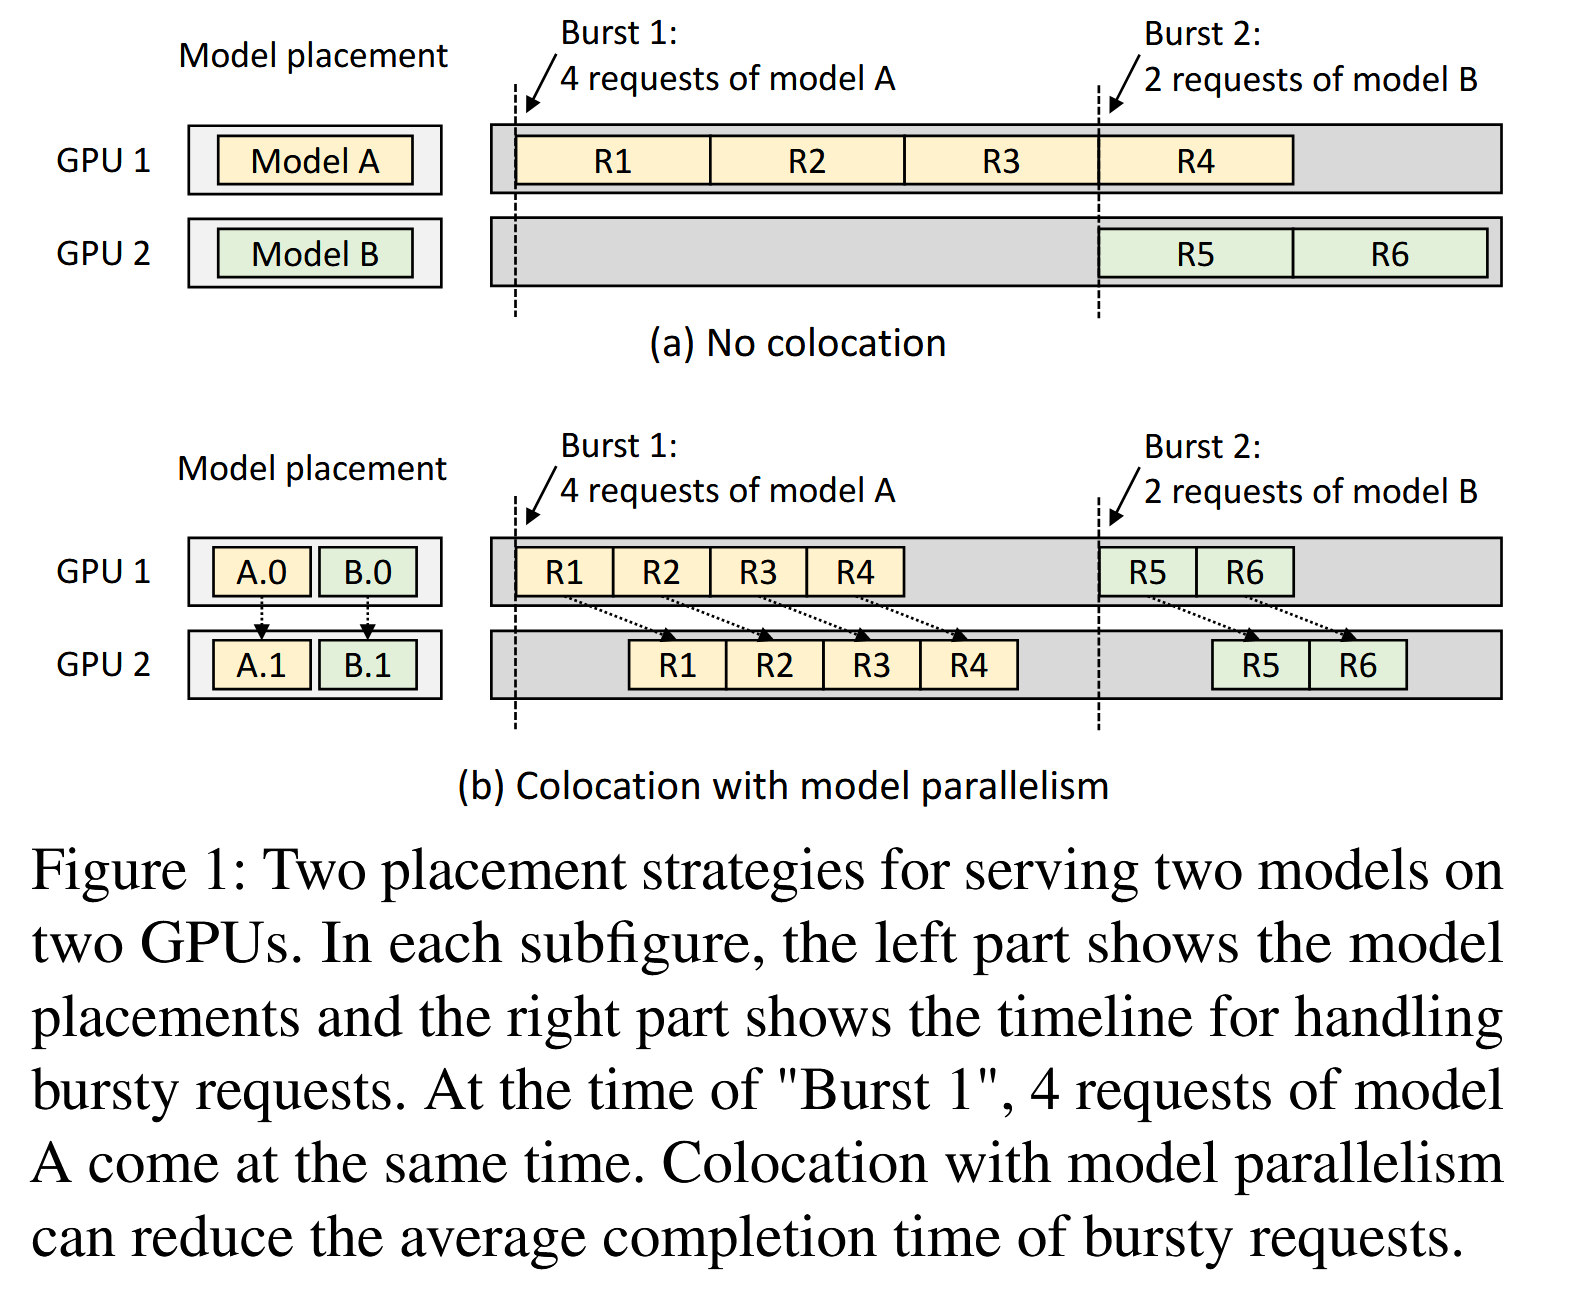 Model placement
Burst 1:
4 requests of model A
Burst 2:
2 requests of model B
GPU 1
Model A
R1
R2
R3
R4
GPU 2
Model B
R5
R6
(a) No colocation
Model placement
Burst 1:
4 requests of model A
Burst 2:
2 requests of model B
GPU 1
A.0
B.0
R1
R2
R3
R4
R5
R6
GPU 2
A.1
B.1
R1
R2
R3
R4
R5
R6
(b) Colocation with model parallelism
Figure 1: Two placement strategies for serving two models on
two GPUs. In each subfigure, the left part shows the model
placements and the right part shows the timeline for handling
bursty requests. At the time of "Burst 1", 4 requests of model
A come at the same time. Colocation with model parallelism
can reduce the average completion time of bursty requests.